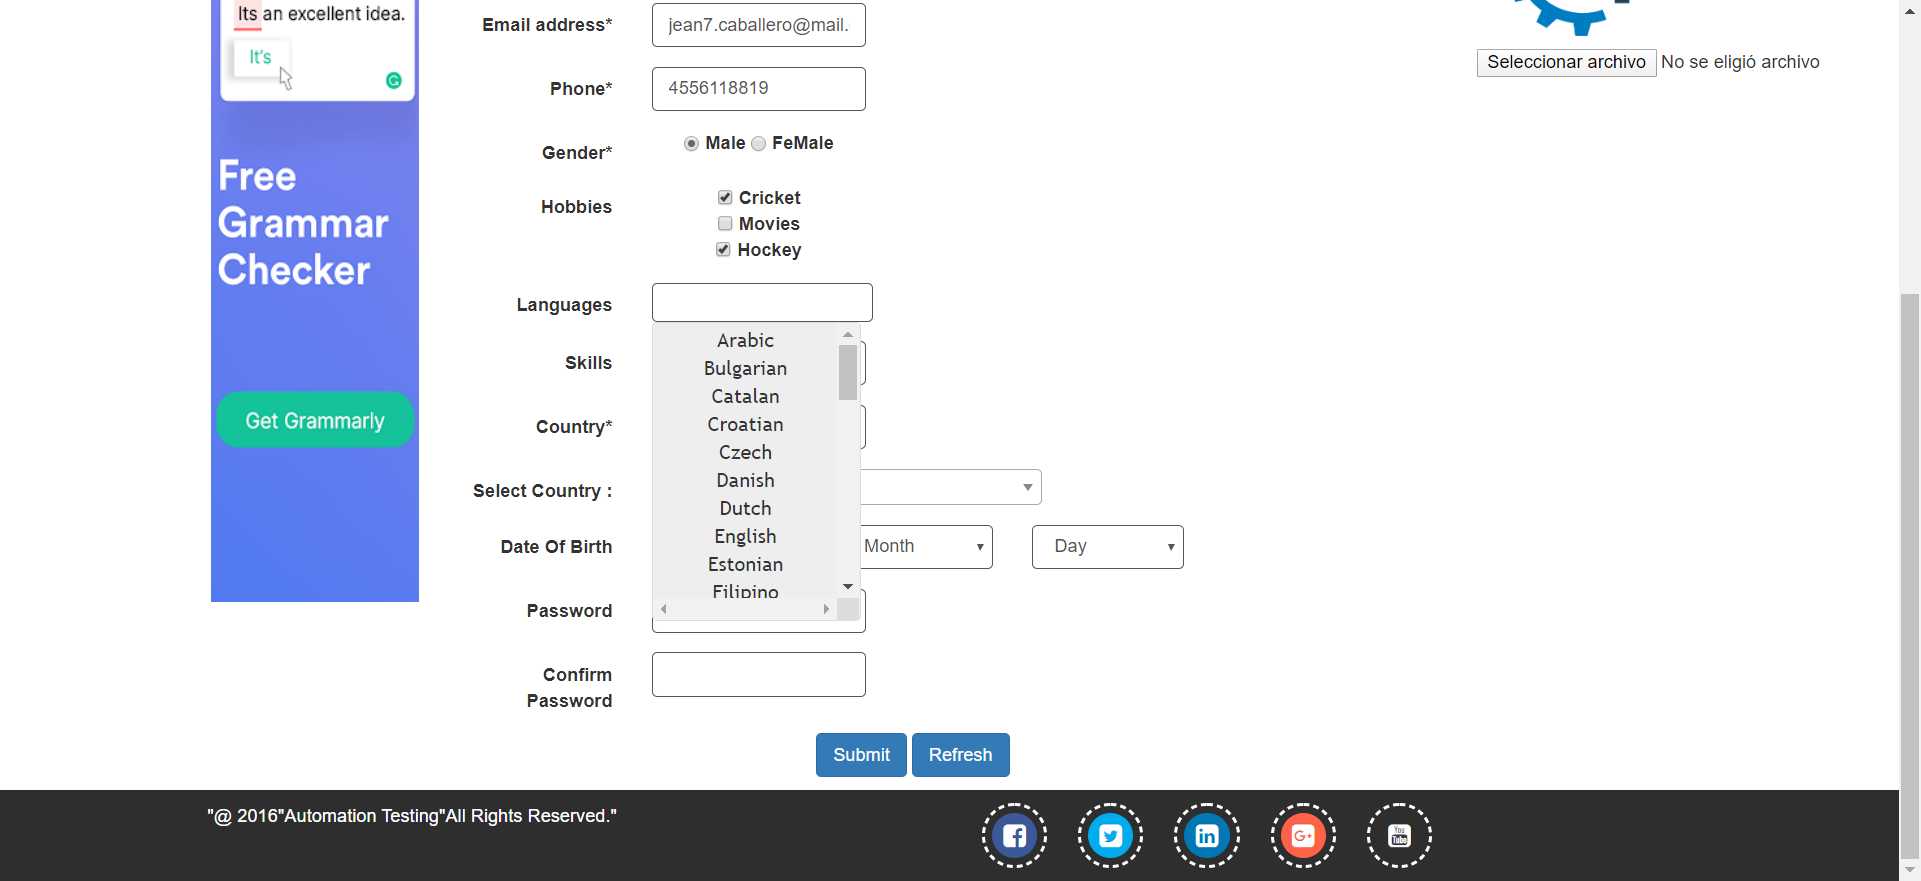 Its an excellent idea.
It's
Free
Grammar
Checker
Get Grammarly
Email address*
jean7.caballero@mail.
Phone*
4556118819
Gender*
Male FeMale
Hobbies
Cricket
Movies
Hockey
Languages
Arabic
Bulgarian
Catalan
Croatian
Czech
Danish
Dutch
English
Estonian
Filipino
Skills
Country*
Select Country :
Date Of Birth
Month
Day
Password
Confirm
Password
Submit Refresh
Seleccionar archivo No se eligió archivo
"@ 2016"Automation Testing"All Rights Reserved."
in
G+
You
Tube